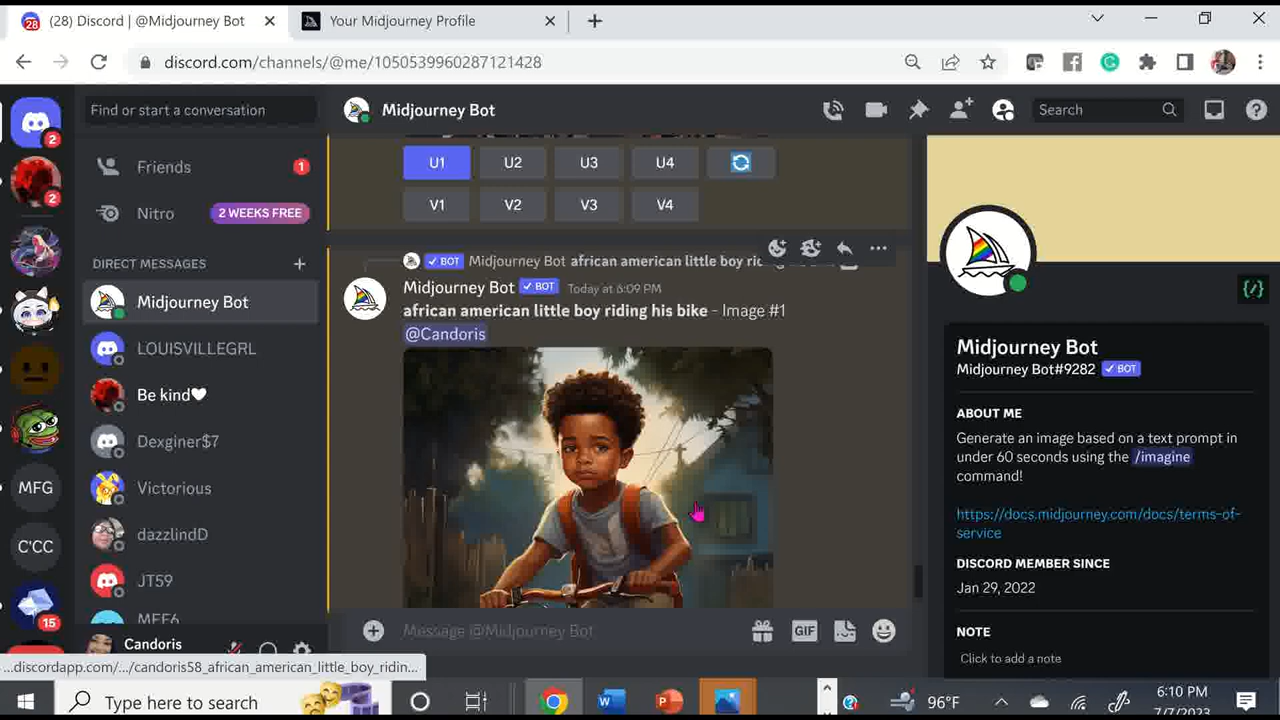 28
(28) Discord | @Midjourney Bot
Your Midjourney Profile
discord.com/channels/@me/1050539960287121428
Find or start a conversation
Midjourney Bot
Search
2
Friends
1
2
Nitro
2 WEEKS FREE
DIRECT MESSAGES
Midjourney Bot
LOUISVILLEGRL
Be kind
Dexginer$7
Victorious
MFG
dazzlindD
C'CC
JT59
MEE6
15
Candoris
U1
U2
U3
U4
V1
V2
V3
V4
BOT Midjourney Bot african american little boy
Midjourney Bot BOT Today at 6:09 PM
african american little boy riding his bike - Image #1
@Candoris
Message @Midjourney Bot
GIF
Midjourney Bot
Midjourney Bot#9282 BOT
ABOUT ME
Generate an image based on a text prompt in
under 60 seconds using the /imagine
command!
https://docs.midjourney.com/docs/terms-of-
service
DISCORD MEMBER SINCE
Jan 29, 2022
NOTE
Click to add a note
...discordapp.com/.../candoris58_african_american_little_boy_ridin...
Type here to search
96°F
6:10 PM
7/7/2023